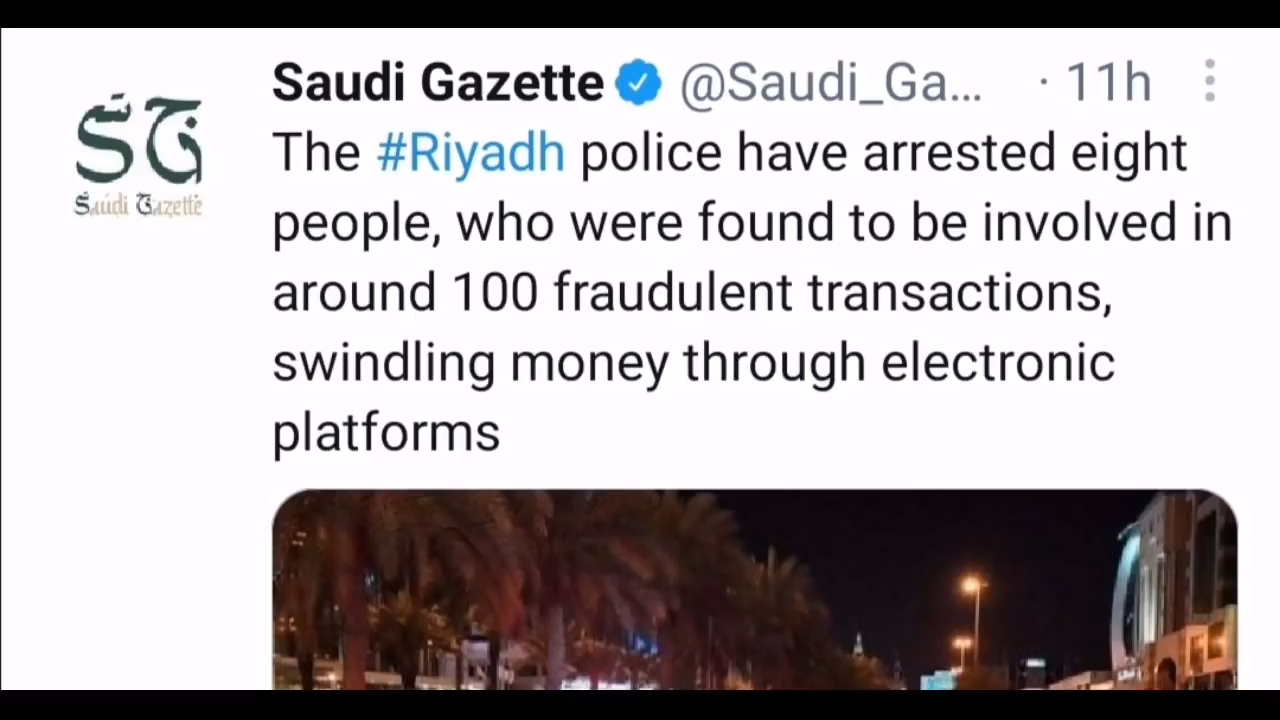 Saudi Gazette @Saudi_Ga... · 11h
The #Riyadh police have arrested eight
people, who were found to be involved in
around 100 fraudulent transactions,
swindling money through electronic
platforms
Saudi Gazette